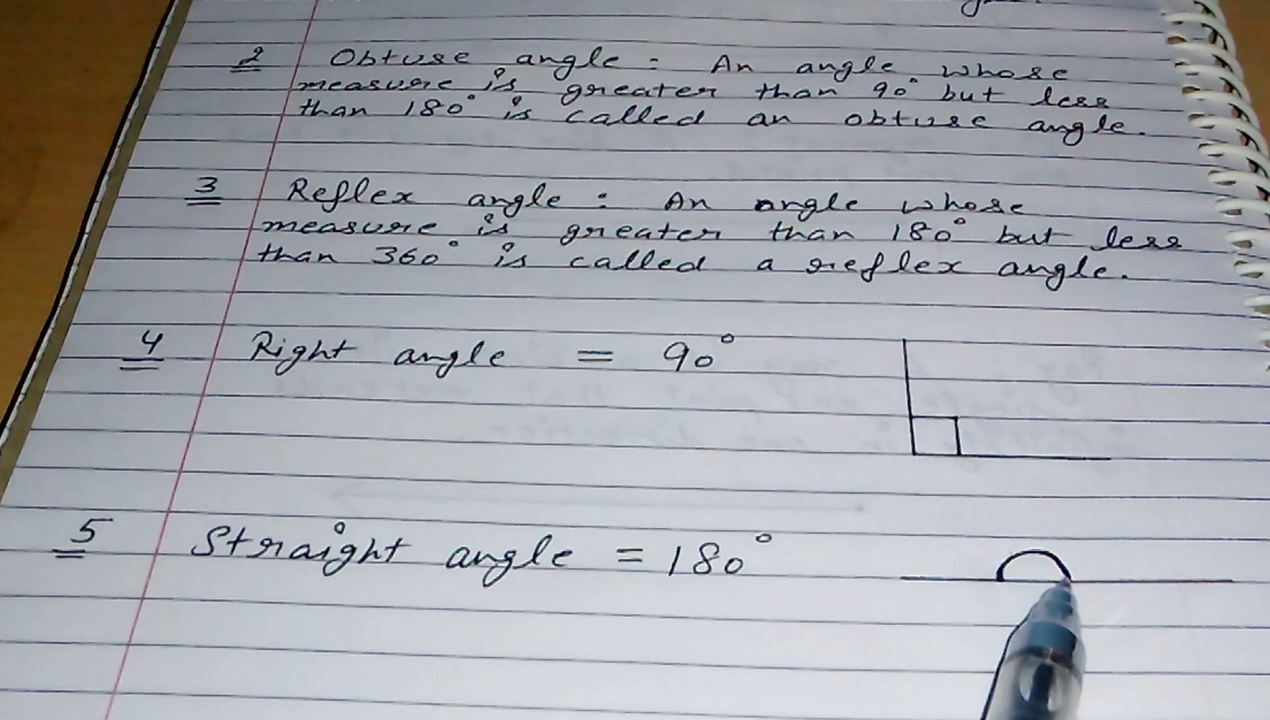 2 Obtuse angle : An angle whose
measure is greater than 90° but less
than 180° is called an obtuse angle.
3 Reflex angle : An angle whose
measure is greater than 180° but less
than 360° is called a reflex angle.
4 Right angle = 90°
5 Straight angle = 180°